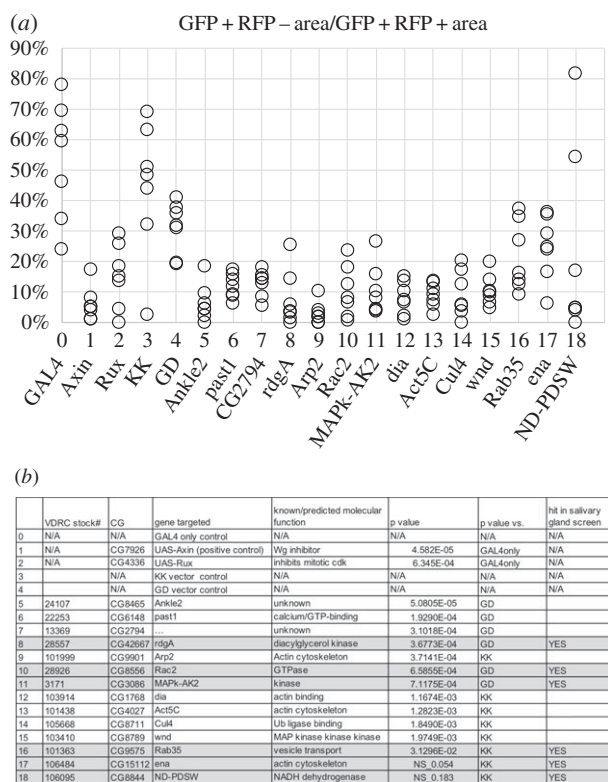 (a) GFP + RFP – area/GFP + RFP + area
90%
80%
70%
60%
50%
40%
30%
20%
10%
0%
0 1 2 3 4 5 6 7 8 9 10 11 12 13 14 15 16 17 18
GAL4 Axin Rux KK GD Ankle2 past1 CG2794 rdgA Arp2 Rac2 MAPk-AK2 dia Act5C Cul4 wnd Rab35 ena ND-PDSW
(b)
VDRC stock# CG gene targeted known/predicted molecular function p value p value vs. hit in salivary gland screen
0 N/A N/A GAL4 only control N/A N/A N/A N/A
1 N/A CG7926 UAS-Axin (positive control) Wg inhibitor 4.582E-05 GAL4only N/A
2 N/A CG4336 UAS-Rux inhibits mitotic cdk 6.345E-04 GAL4only N/A
3 N/A KK vector control N/A N/A N/A N/A
4 N/A GD vector control N/A N/A N/A N/A
5 24107 CG8465 Ankle2 unknown 5.0805E-05 GD
6 22253 CG6148 past1 calcium/GTP-binding 1.9290E-04 GD
7 13369 CG2794 ... unknown 3.1018E-04 GD
8 28557 CG42667 rdgA diacylglycerol kinase 3.6773E-04 GD YES
9 101999 CG9901 Arp2 Actin cytoskeleton 3.7141E-04 KK
10 28926 CG8556 Rac2 GTPase 6.5855E-04 GD YES
11 3171 CG3086 MAPk-AK2 kinase 7.1175E-04 GD YES
12 103914 CG1768 dia actin binding 1.1674E-03 KK
13 101438 CG4027 Act5C actin cytoskeleton 1.2823E-03 KK
14 105668 CG8711 Cul4 Ub ligase binding 1.8490E-03 KK
15 103410 CG8789 wnd MAP kinase kinase kinase 1.9749E-03 KK
16 101363 CG9575 Rab35 vesicle transport 3.1296E-02 KK YES
17 106484 CG15112 ena actin cytoskeleton NS_0.054 KK YES
18 106095 CG8844 ND-PDSW NADH dehydrogenase NS_0.183 KK YES